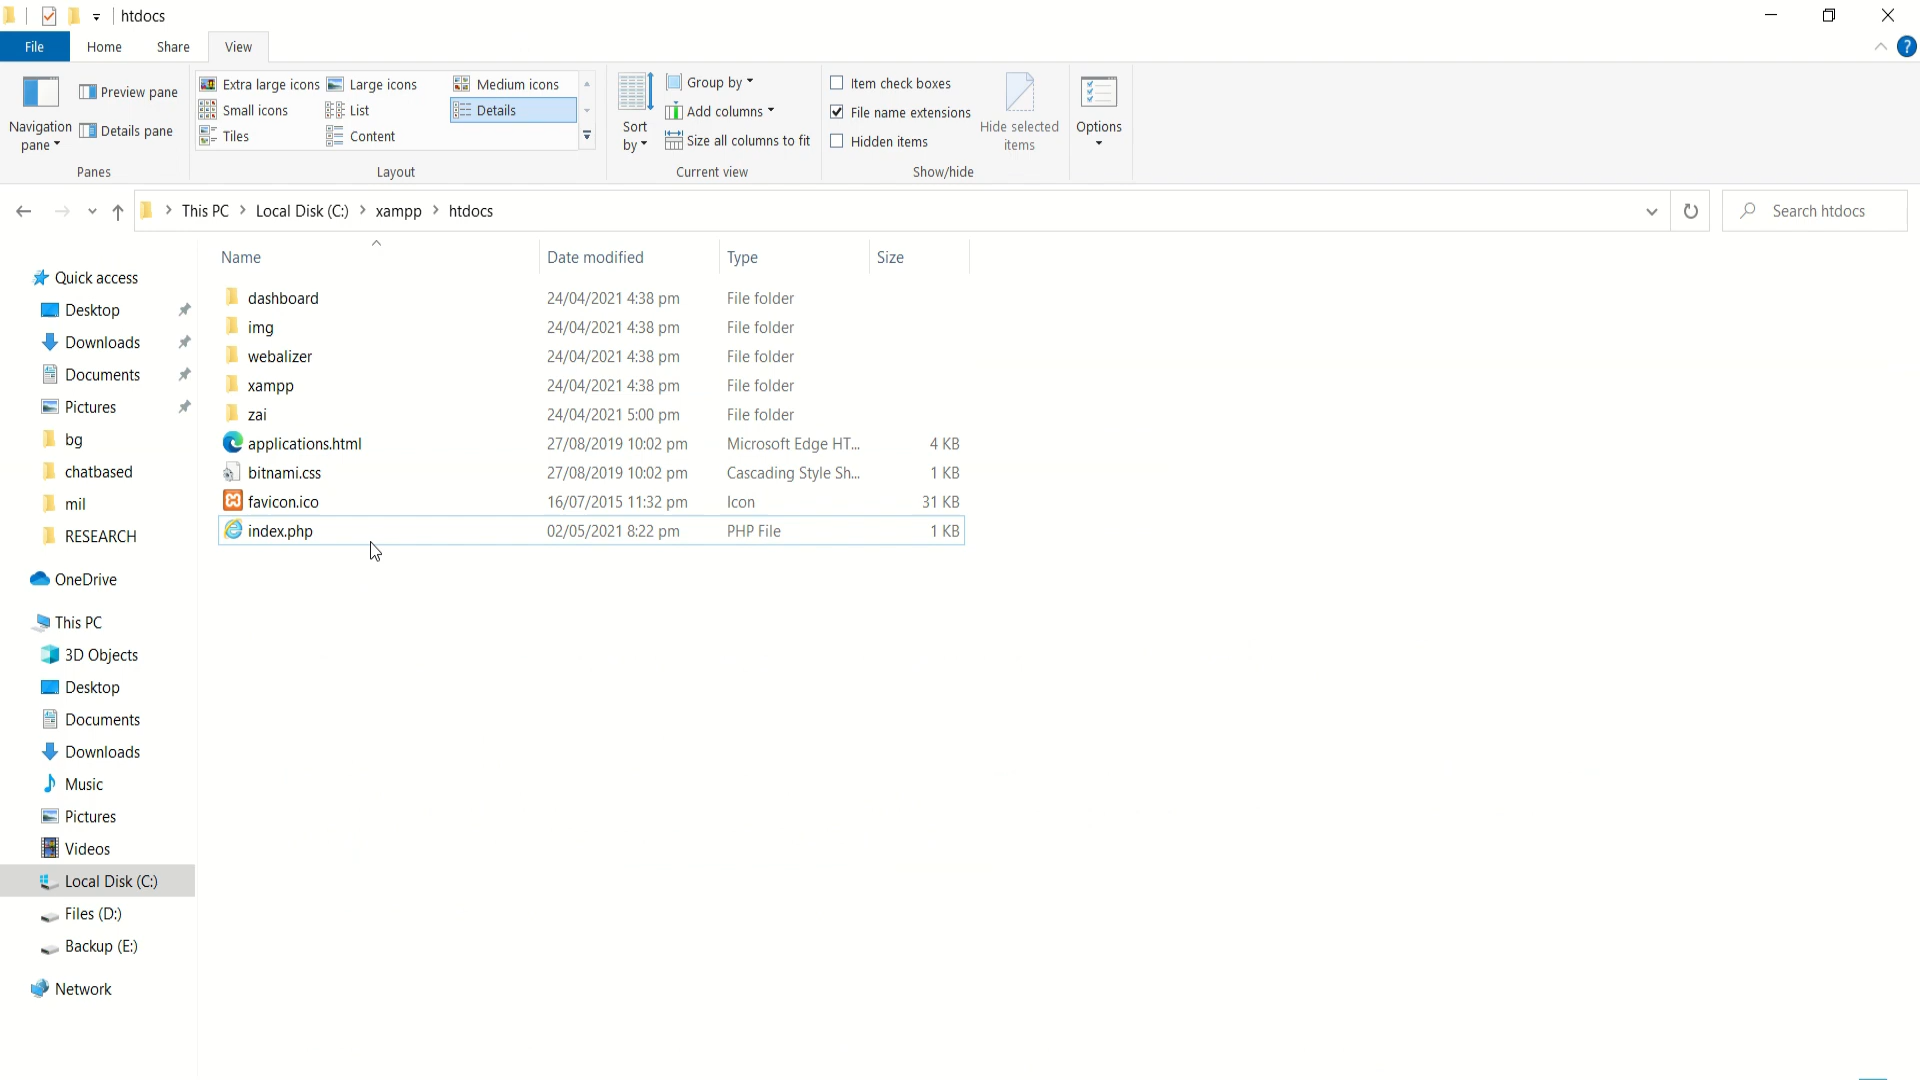 htdocs
File Home Share View
Navigation pane
Preview pane
Details pane
Panes
Extra large icons Large icons Medium icons
Small icons List Details
Tiles Content
Layout
Sort by
Group by
Add columns
Size all columns to fit
Current view
Item check boxes
File name extensions
Hidden items
Hide selected items
Show/hide
Options
This PC Local Disk (C:) xampp htdocs
Search htdocs
Name Date modified Type Size
dashboard 24/04/2021 4:38 pm File folder
img 24/04/2021 4:38 pm File folder
webalizer 24/04/2021 4:38 pm File folder
xampp 24/04/2021 4:38 pm File folder
zai 24/04/2021 5:00 pm File folder
applications.html 27/08/2019 10:02 pm Microsoft Edge HT... 4 KB
bitnami.css 27/08/2019 10:02 pm Cascading Style Sh... 1 KB
favicon.ico 16/07/2015 11:32 pm Icon 31 KB
index.php 02/05/2021 8:22 pm PHP File 1 KB
Quick access
Desktop
Downloads
Documents
Pictures
bg
chatbased
mil
RESEARCH
OneDrive
This PC
3D Objects
Desktop
Documents
Downloads
Music
Pictures
Videos
Local Disk (C:)
Files (D:)
Backup (E:)
Network